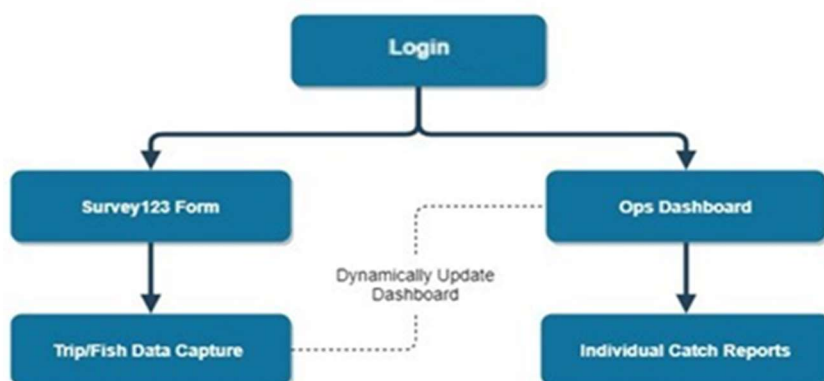 Login
Survey123 Form
Ops Dashboard
Dynamically Update
Dashboard
Trip/Fish Data Capture
Individual Catch Reports